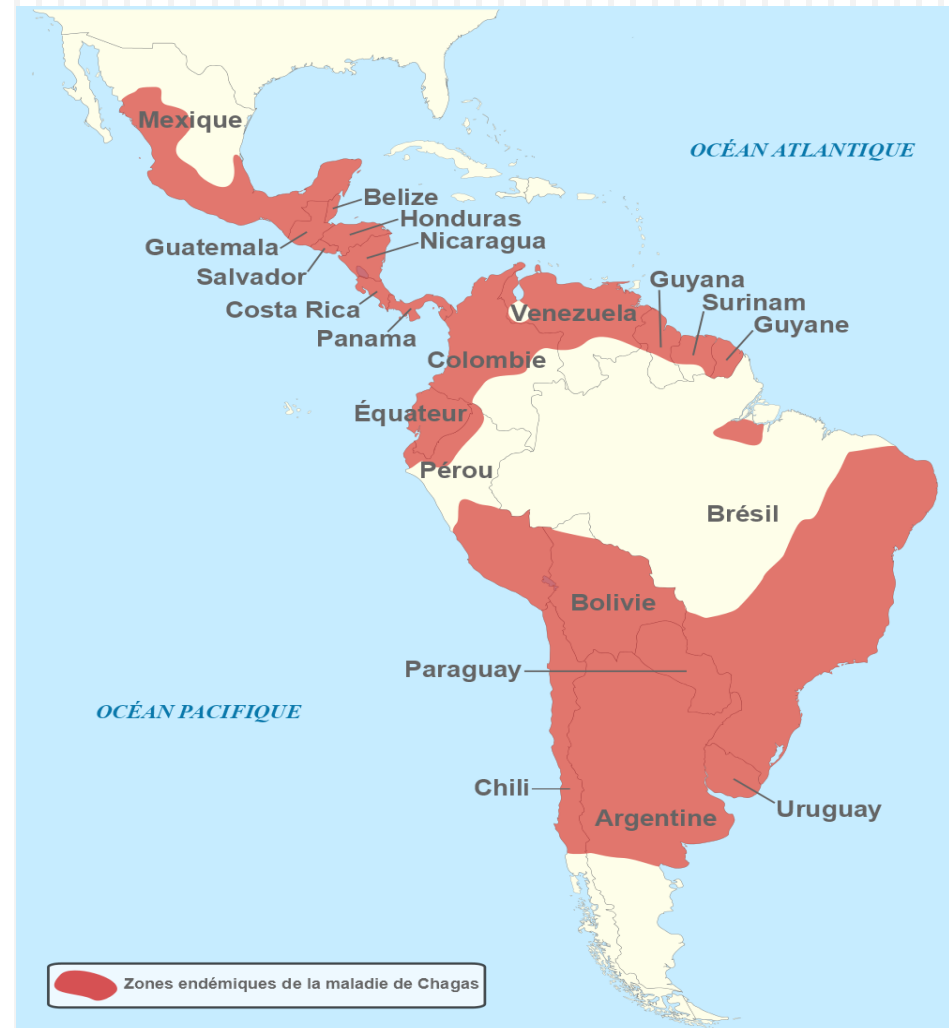 Mexique
OCÉAN ATLANTIQUE
Belize
Honduras
Nicaragua
Guatemala
Salvador
Costa Rica
Panama
Guyana
Surinam
Guyane
Venezuela
Colombie
Équateur
Pérou
Brésil
Bolivie
Paraguay
OCÉAN PACIFIQUE
Chili
Argentine
Uruguay
Zones endémiques de la maladie de Chagas